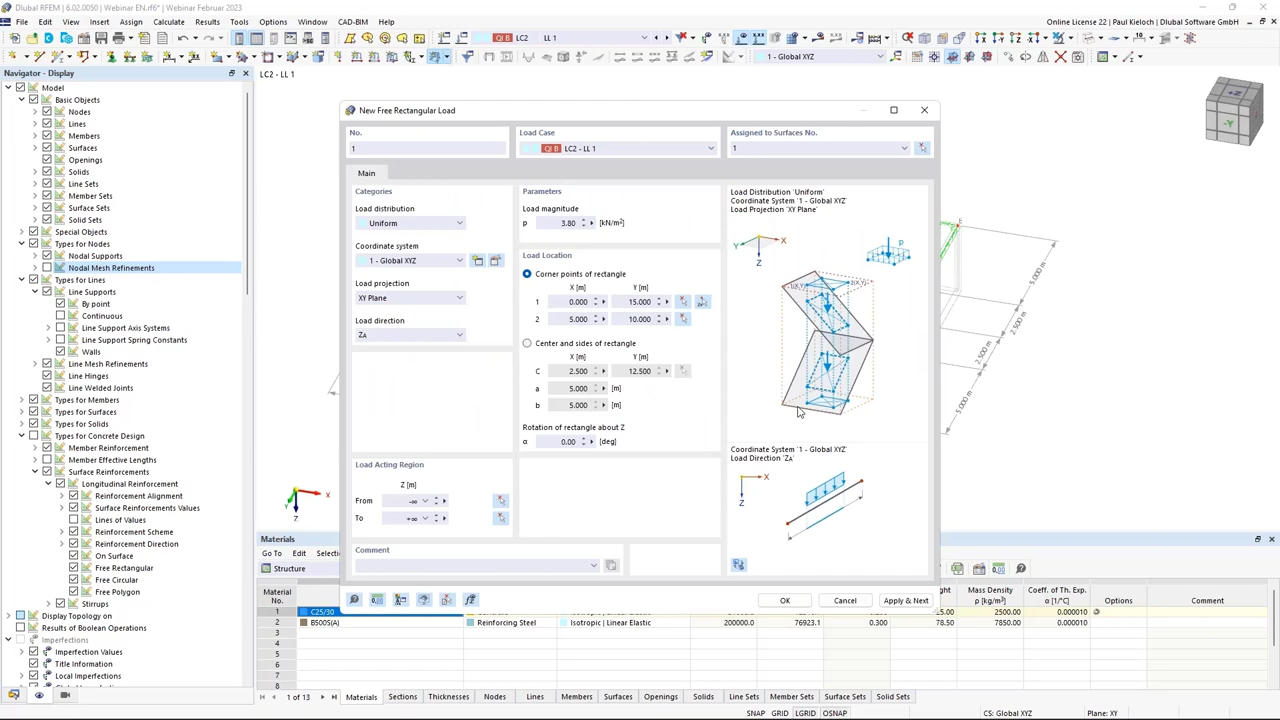 Dlubal RFEM | 6.02.0050 | Webinar EN.rf6* | Webinar Februar 2023
File Edit View Insert Assign Calculate Results Tools Options Window CAD-BIM Help
Online License 22 | Paul Kieloch | Dlubal Software GmbH
QI B LC2 LL 1
1 - Global XYZ
Navigator - Display
LC2 - LL 1
Model
Basic Objects
Nodes
Lines
Members
Surfaces
Openings
Solids
Line Sets
Member Sets
Surface Sets
Solid Sets
Special Objects
Types for Nodes
Nodal Supports
Nodal Mesh Refinements
Types for Lines
Line Supports
By point
Continuous
Line Support Axis Systems
Line Support Spring Constants
Walls
Line Mesh Refinements
Line Hinges
Line Welded Joints
Types for Members
Types for Surfaces
Types for Solids
Types for Concrete Design
Member Reinforcement
Member Effective Lengths
Surface Reinforcements
Longitudinal Reinforcement
Reinforcement Alignment
Surface Reinforcements Values
Lines of Values
Reinforcement Scheme
Reinforcement Direction
On Surface
Free Rectangular
Free Circular
Free Polygon
Stirrups
Display Topology on
Results of Boolean Operations
Imperfections
Imperfection Values
Title Information
Local Imperfections
New Free Rectangular Load
No.
1
Load Case
QI B LC2 - LL 1
Assigned to Surfaces No.
1
Main
Categories
Load distribution
Uniform
Coordinate system
1 - Global XYZ
Load projection
XY Plane
Load direction
ZA
Parameters
Load magnitude
p 3.80 [kN/m²]
Load Location
Corner points of rectangle
X [m] Y [m]
1 0.000 15.000
2 5.000 10.000
Center and sides of rectangle
X [m] Y [m]
C 2.500 12.500
a 5.000 [m]
b 5.000 [m]
Rotation of rectangle about Z
α 0.00 [deg]
Load Acting Region
Z [m]
From -∞
To +∞
Comment
Load Distribution 'Uniform'
Coordinate System '1 - Global XYZ'
Load Projection 'XY Plane'
Y X
Z
p
Coordinate System '1 - Global XYZ'
Load Direction 'ZA'
X
Z
OK Cancel Apply & Next
5.000 m
2.500 m
2.500 m
5.000 m
+Z
-Y
X
Y
Z
Materials
Go To Edit
Structure
Material
No.
Mass Density
ρ [kg/m³]
Coeff. of Th. Exp.
α [1/°C]
Options
Comment
1 C25/30 2500.00 0.000010
2 B500S(A) Reinforcing Steel Isotropic | Linear Elastic 200000.0 76923.1 0.300 78.50 7850.00 0.000010
3
4
5
6
7
8
1 of 13 Materials Sections Thicknesses Nodes Lines Members Surfaces Openings Solids Line Sets Member Sets Surface Sets Solid Sets
SNAP GRID LGRID OSNAP CS: Global XYZ Plane: XY